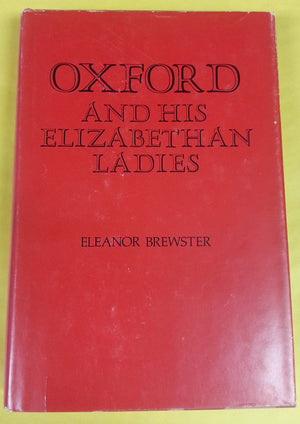 OXFORD
AND HIS
ELIZABETHAN
LADIES
ELEANOR BREWSTER